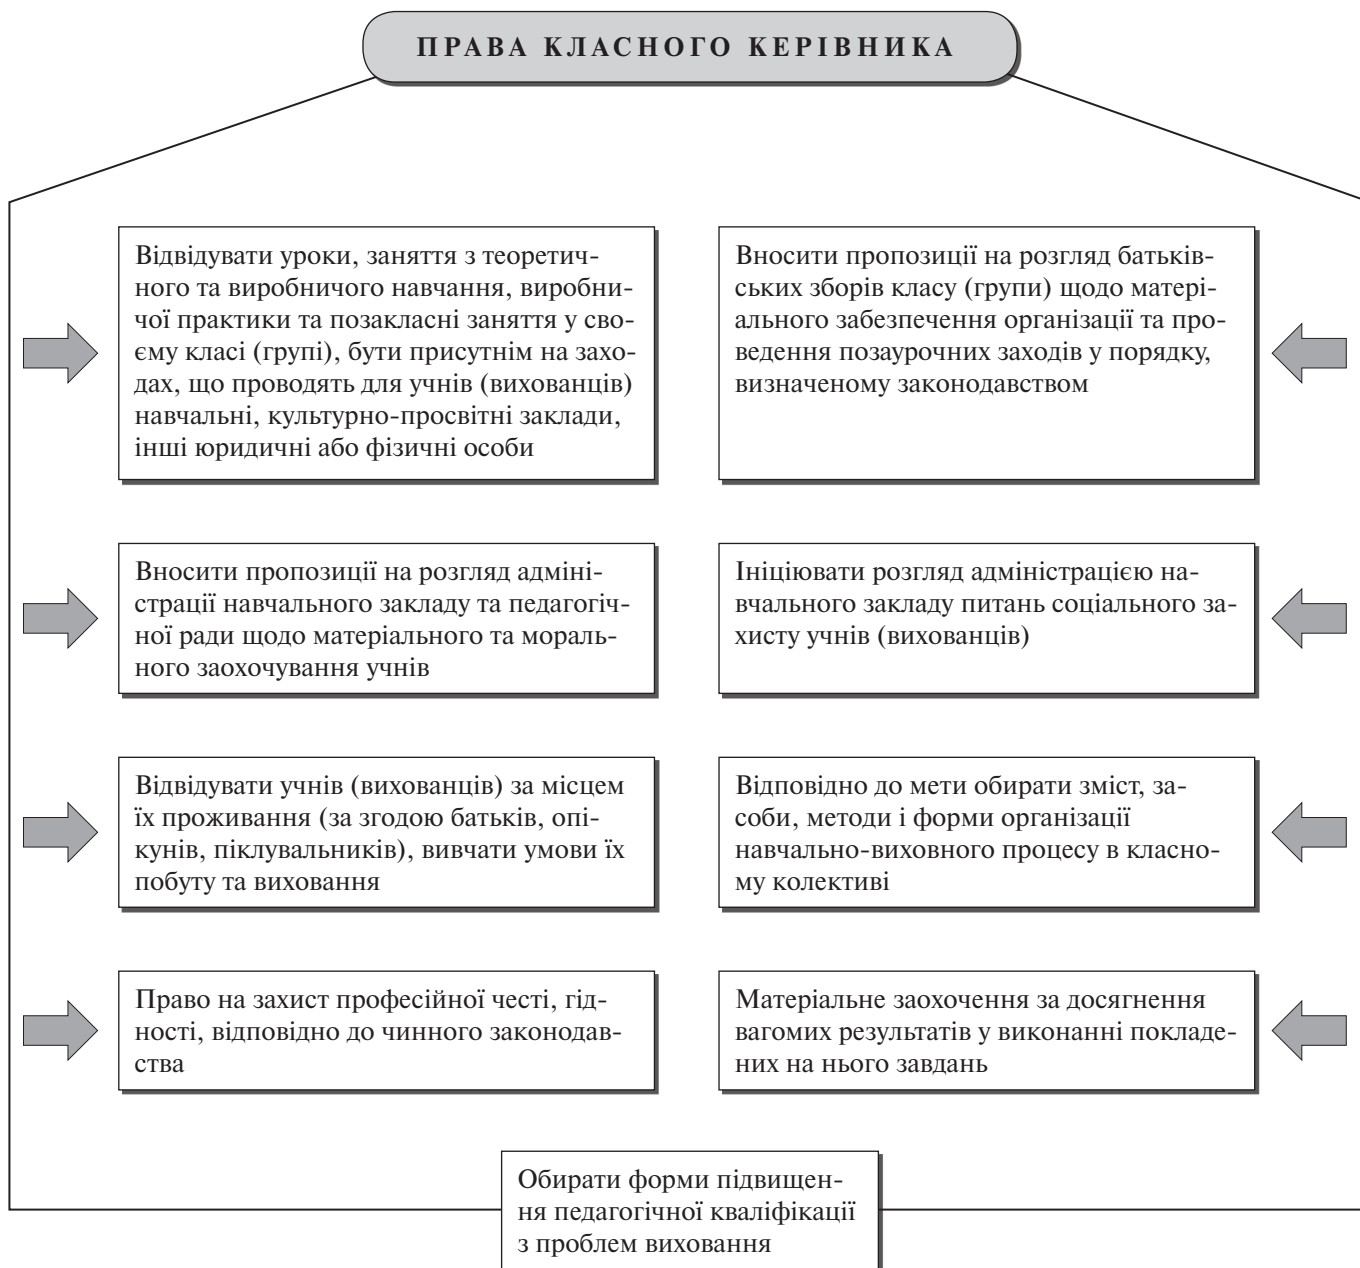 ПРАВА КЛАСНОГО КЕРІВНИКА
Відвідувати уроки, заняття з теоретич-
ного та виробничого навчання, виробни-
чої практики та позакласні заняття у сво-
єму класі (групі), бути присутнім на захо-
дах, що проводять для учнів (вихованців)
навчальні, культурно-просвітні заклади,
інші юридичні або фізичні особи
Вносити пропозиції на розгляд батьків-
ських зборів класу (групи) щодо матері-
ального забезпечення організації та про-
ведення позаурочних заходів у порядку,
визначеному законодавством
Вносити пропозиції на розгляд адміні-
страції навчального закладу та педагогіч-
ної ради щодо матеріального та мораль-
ного заохочування учнів
Ініціювати розгляд адміністрацією на-
вчального закладу питань соціального за-
хисту учнів (вихованців)
Відвідувати учнів (вихованців) за місцем
їх проживання (за згодою батьків, опі-
кунів, піклувальників), вивчати умови їх
побуту та виховання
Відповідно до мети обирати зміст, за-
соби, методи і форми організації
навчально-виховного процесу в класно-
му колективі
Право на захист професійної честі, гід-
ності, відповідно до чинного законодав-
ства
Матеріальне заохочення за досягнення
вагомих результатів у виконанні покладе-
них на нього завдань
Обирати форми підвищен-
ня педагогічної кваліфікації
з проблем виховання